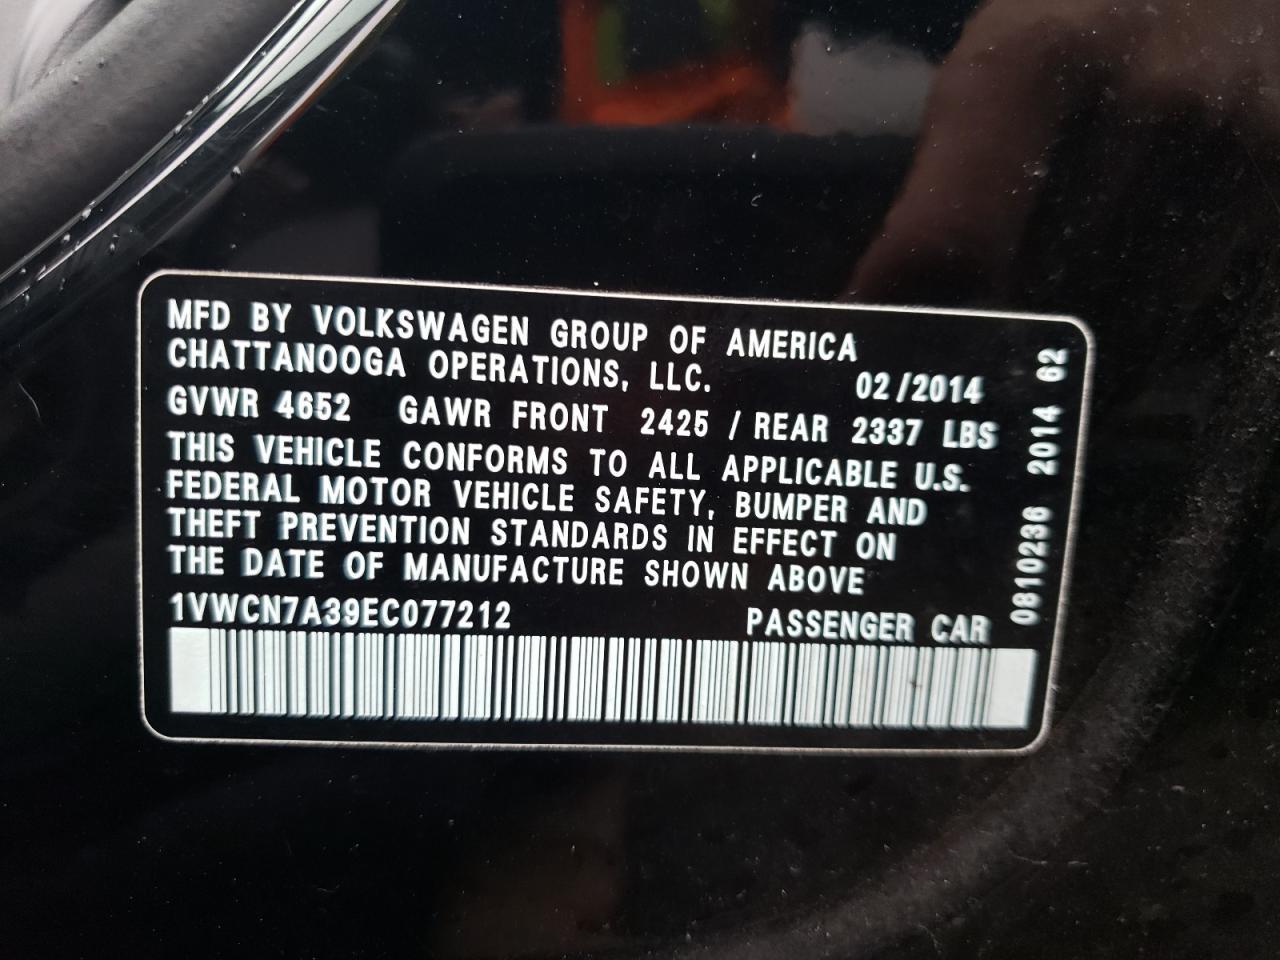 MFD BY VOLKSWAGEN GROUP OF AMERICA
CHATTANOOGA OPERATIONS, LLC. 02/2014
GVWR 4652 GAWR FRONT 2425 / REAR 2337 LBS
THIS VEHICLE CONFORMS TO ALL APPLICABLE U.S.
FEDERAL MOTOR VEHICLE SAFETY, BUMPER AND
THEFT PREVENTION STANDARDS IN EFFECT ON
THE DATE OF MANUFACTURE SHOWN ABOVE
1VWCN7A39EC077212 PASSENGER CAR
0810236 2014 62